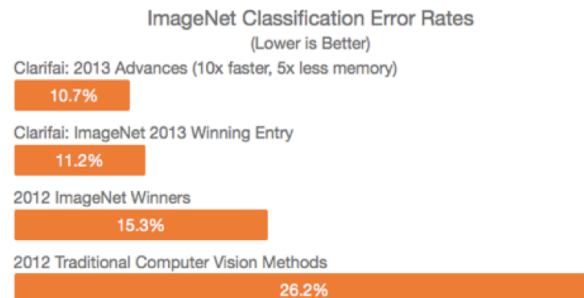 ImageNet Classification Error Rates
(Lower is Better)
Clarifai: 2013 Advances (10x faster, 5x less memory)
10.7%
Clarifai: ImageNet 2013 Winning Entry
11.2%
2012 ImageNet Winners
15.3%
2012 Traditional Computer Vision Methods
26.2%